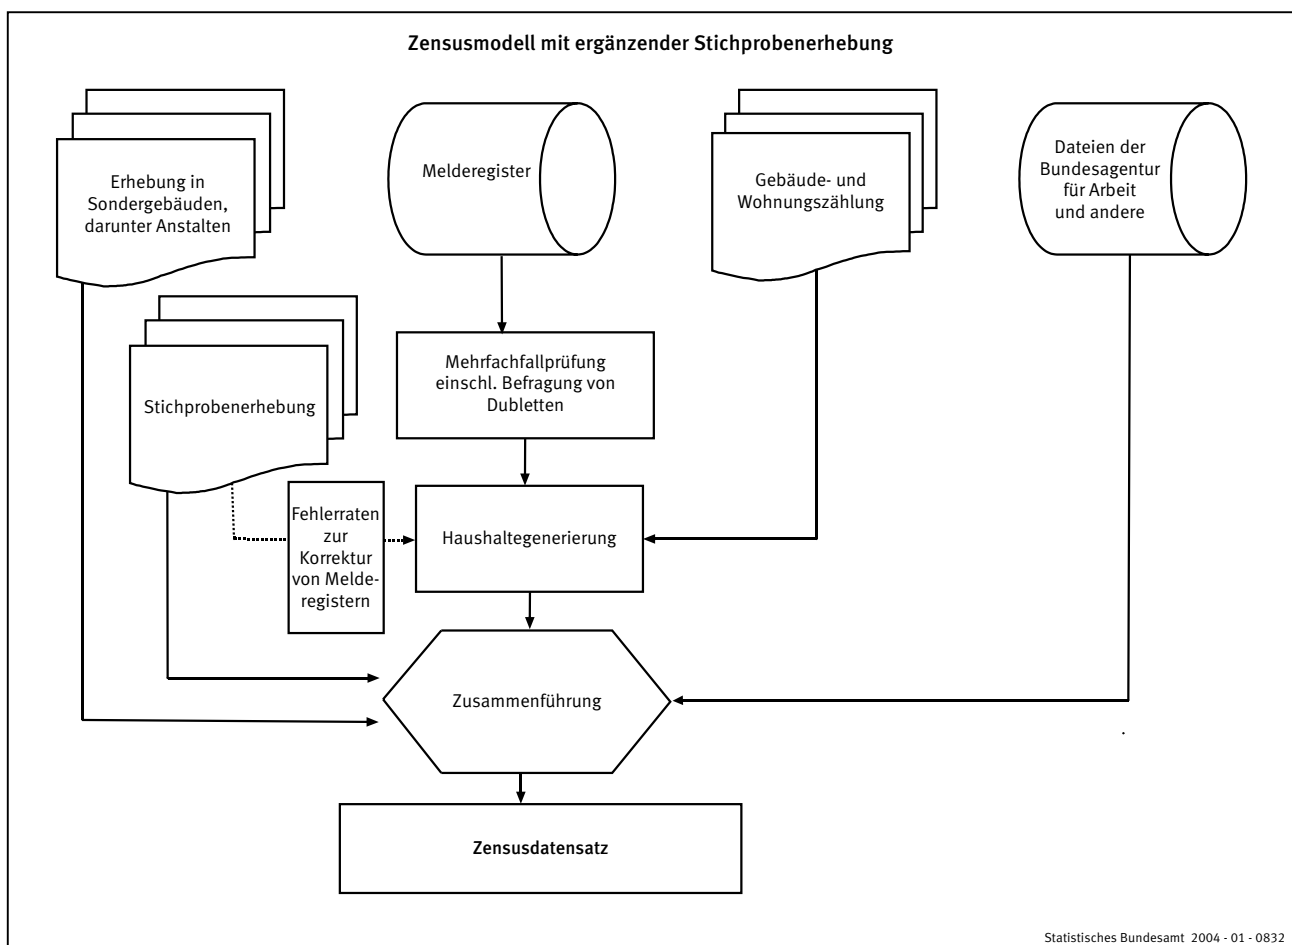 Zensusmodell mit ergänzender Stichprobenerhebung
Erhebung in
Sondergebäuden,
darunter Anstalten
Melderegister
Gebäude- und
Wohnungszählung
Dateien der
Bundesagentur
für Arbeit
und andere
Mehrfachfallprüfung
einschl. Befragung von
Dubletten
Stichprobenerhebung
Fehlerraten
zur
Korrektur
von Melde-
registern
Haushaltegenerierung
Zusammenführung
Zensusdatensatz
Statistisches Bundesamt 2004 - 01 - 0832